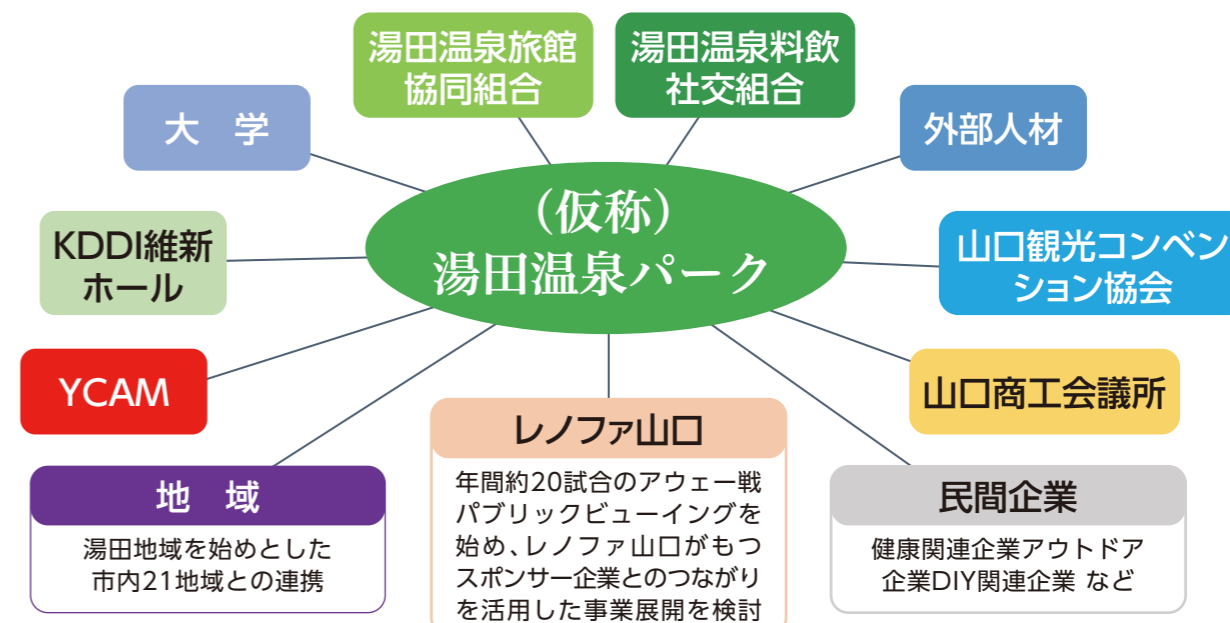 湯田温泉旅館
協同組合
湯田温泉料飲
社交組合
大　学
外部人材
(仮称)
湯田温泉パーク
KDDI維新
ホール
山口観光コンベン
ション協会
YCAM
山口商工会議所
地　域
湯田地域を始めとした
市内21地域との連携
レノファ山口
年間約20試合のアウェー戦
パブリックビューイングを
始め、レノファ山口がもつ
スポンサー企業とのつながり
を活用した事業展開を検討
民間企業
健康関連企業アウトドア
企業DIY関連企業 など